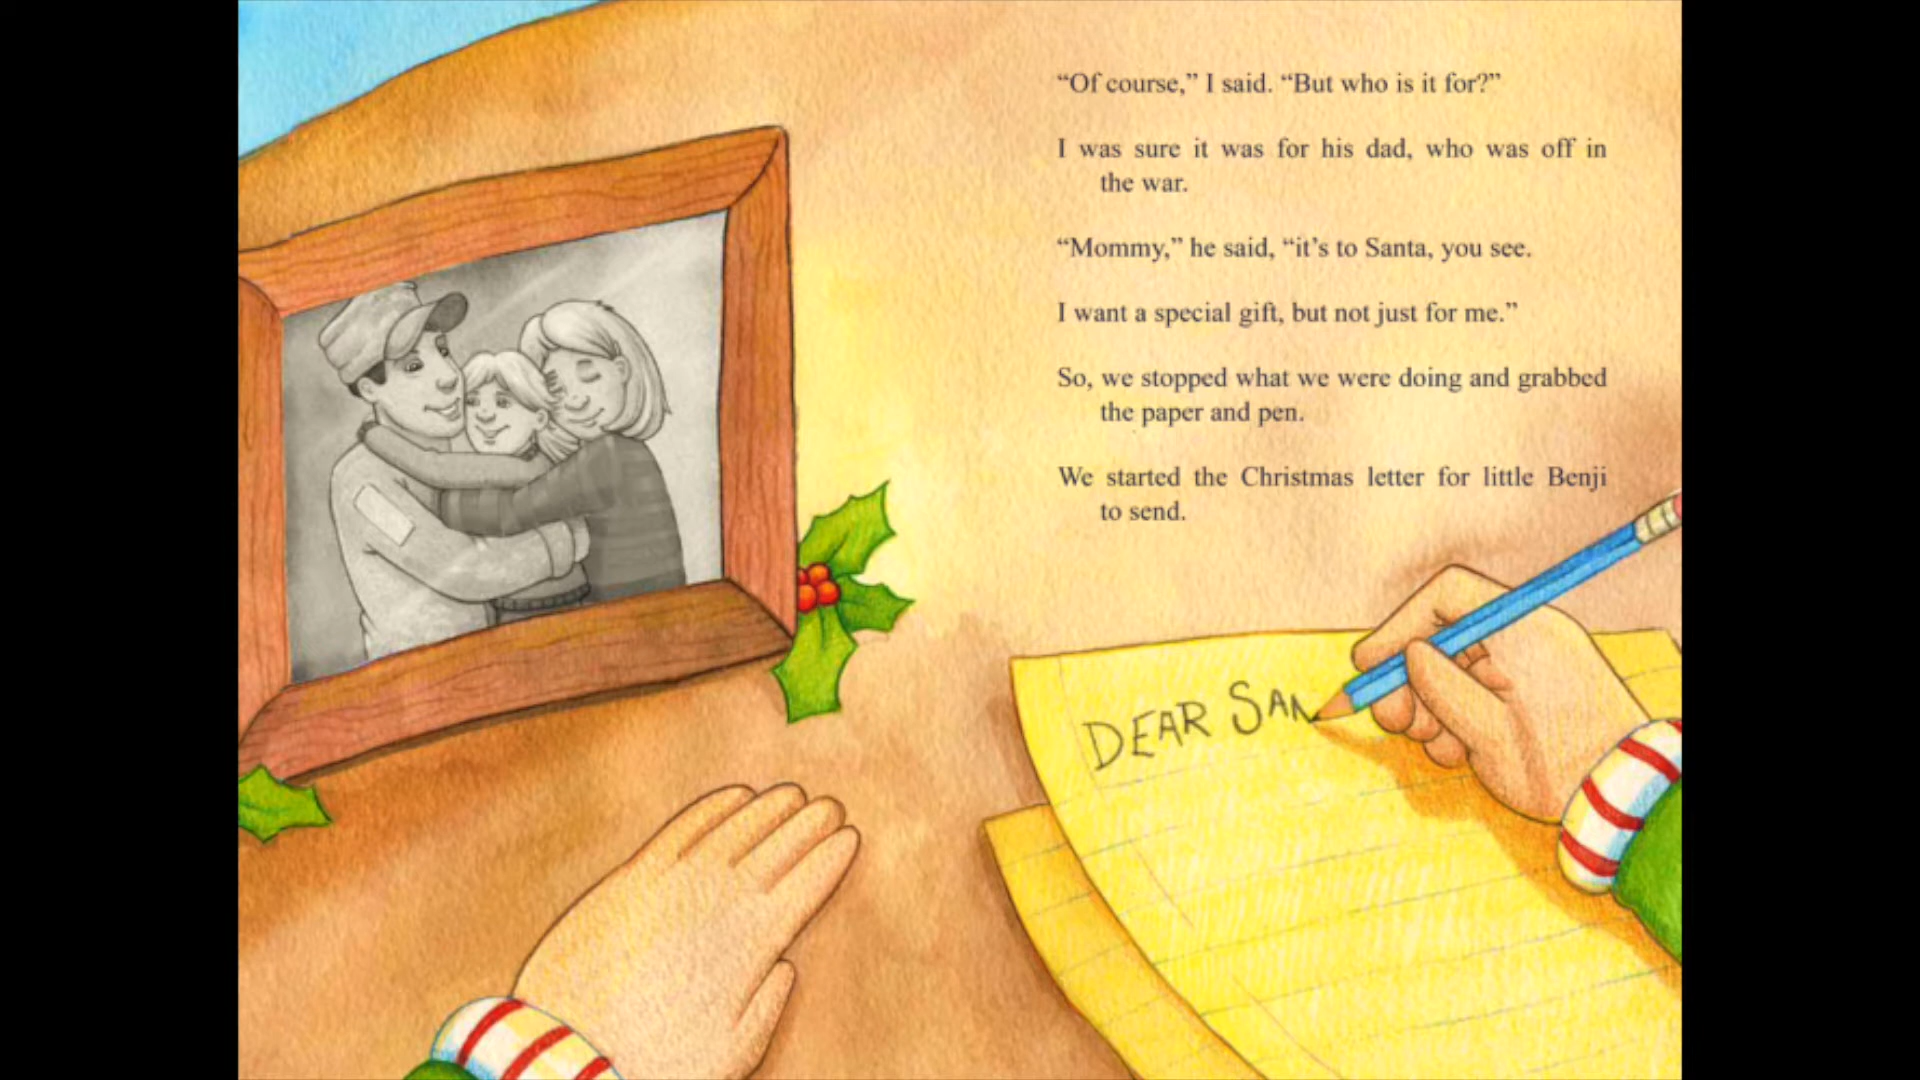 “Of course,” I said. “But who is it for?”
I was sure it was for his dad, who was off in
the war.
“Mommy,” he said, “it’s to Santa, you see.
I want a special gift, but not just for me.”
So, we stopped what we were doing and grabbed
the paper and pen.
We started the Christmas letter for little Benji
to send.
DEAR SAN